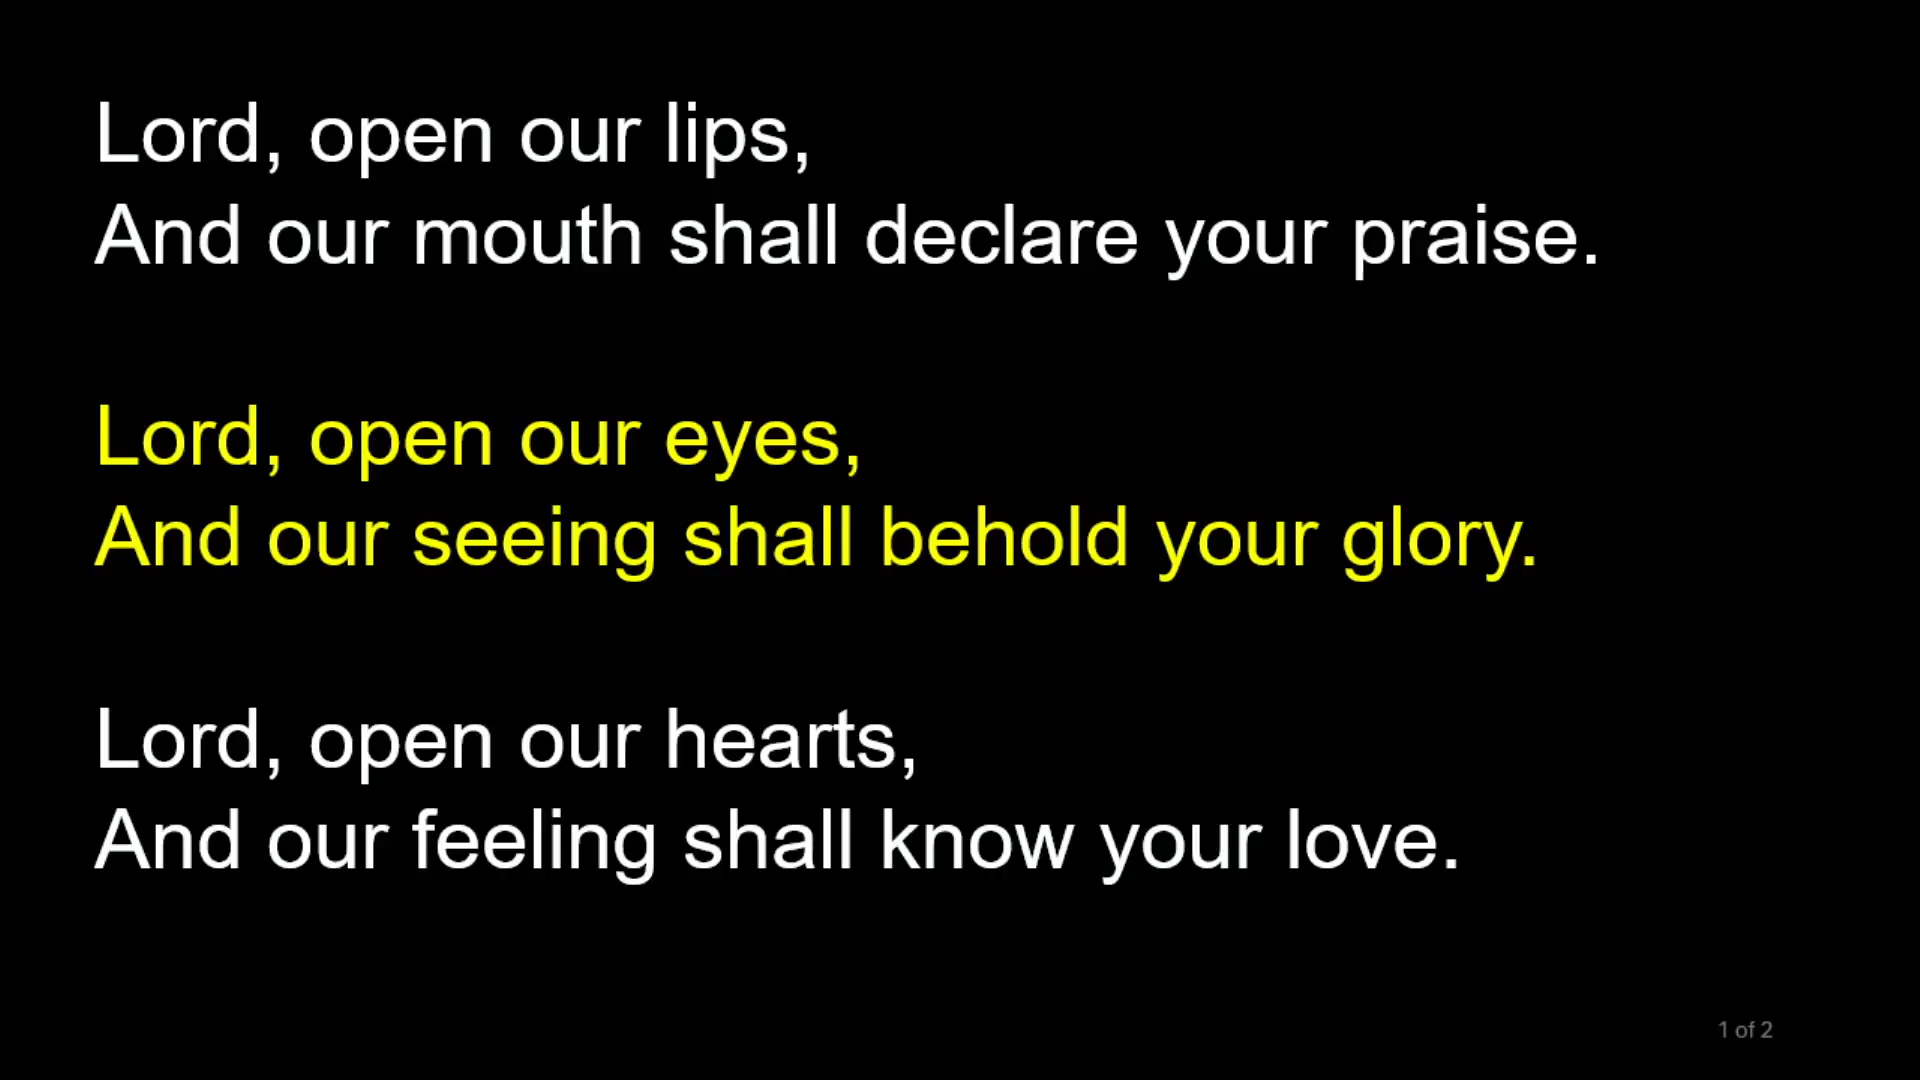 Lord, open our lips,
And our mouth shall declare your praise.
Lord, open our eyes,
And our seeing shall behold your glory.
Lord, open our hearts,
And our feeling shall know your love.
1 of 2